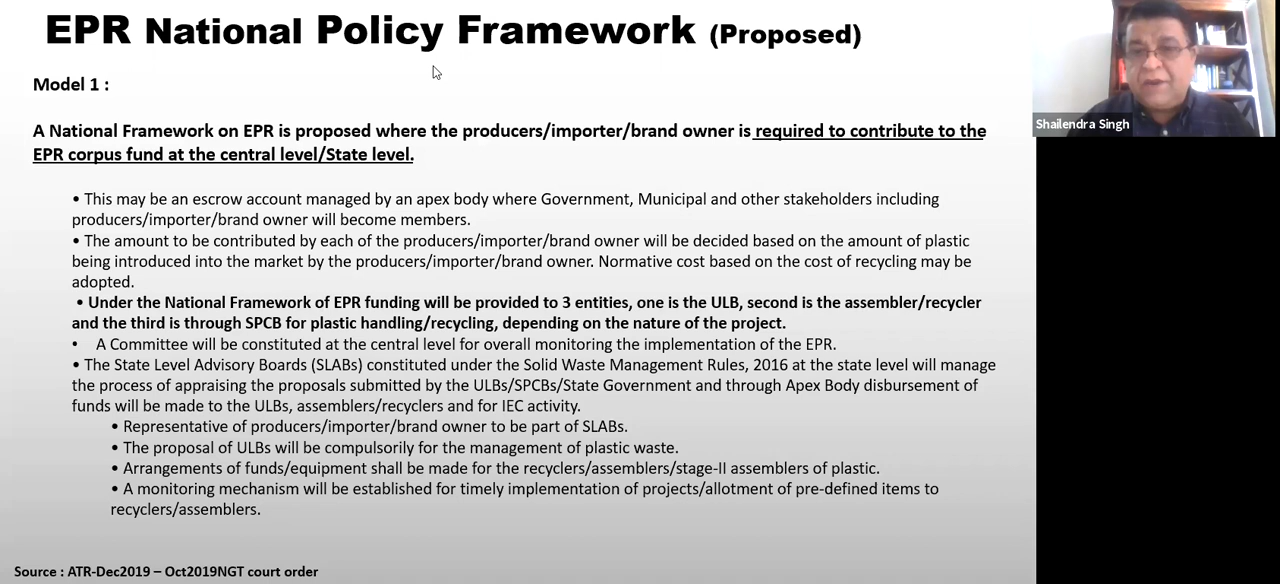 EPR National Policy Framework (Proposed)
Model 1 :
A National Framework on EPR is proposed where the producers/importer/brand owner is required to contribute to the
EPR corpus fund at the central level/State level.
• This may be an escrow account managed by an apex body where Government, Municipal and other stakeholders including
producers/importer/brand owner will become members.
• The amount to be contributed by each of the producers/importer/brand owner will be decided based on the amount of plastic
being introduced into the market by the producers/importer/brand owner. Normative cost based on the cost of recycling may be
adopted.
• Under the National Framework of EPR funding will be provided to 3 entities, one is the ULB, second is the assembler/recycler
and the third is through SPCB for plastic handling/recycling, depending on the nature of the project.
• A Committee will be constituted at the central level for overall monitoring the implementation of the EPR.
• The State Level Advisory Boards (SLABs) constituted under the Solid Waste Management Rules, 2016 at the state level will manage
the process of appraising the proposals submitted by the ULBs/SPCBs/State Government and through Apex Body disbursement of
funds will be made to the ULBs, assemblers/recyclers and for IEC activity.
• Representative of producers/importer/brand owner to be part of SLABs.
• The proposal of ULBs will be compulsorily for the management of plastic waste.
• Arrangements of funds/equipment shall be made for the recyclers/assemblers/stage-II assemblers of plastic.
• A monitoring mechanism will be established for timely implementation of projects/allotment of pre-defined items to
recyclers/assemblers.
Source : ATR-Dec2019 – Oct2019NGT court order
Shailendra Singh